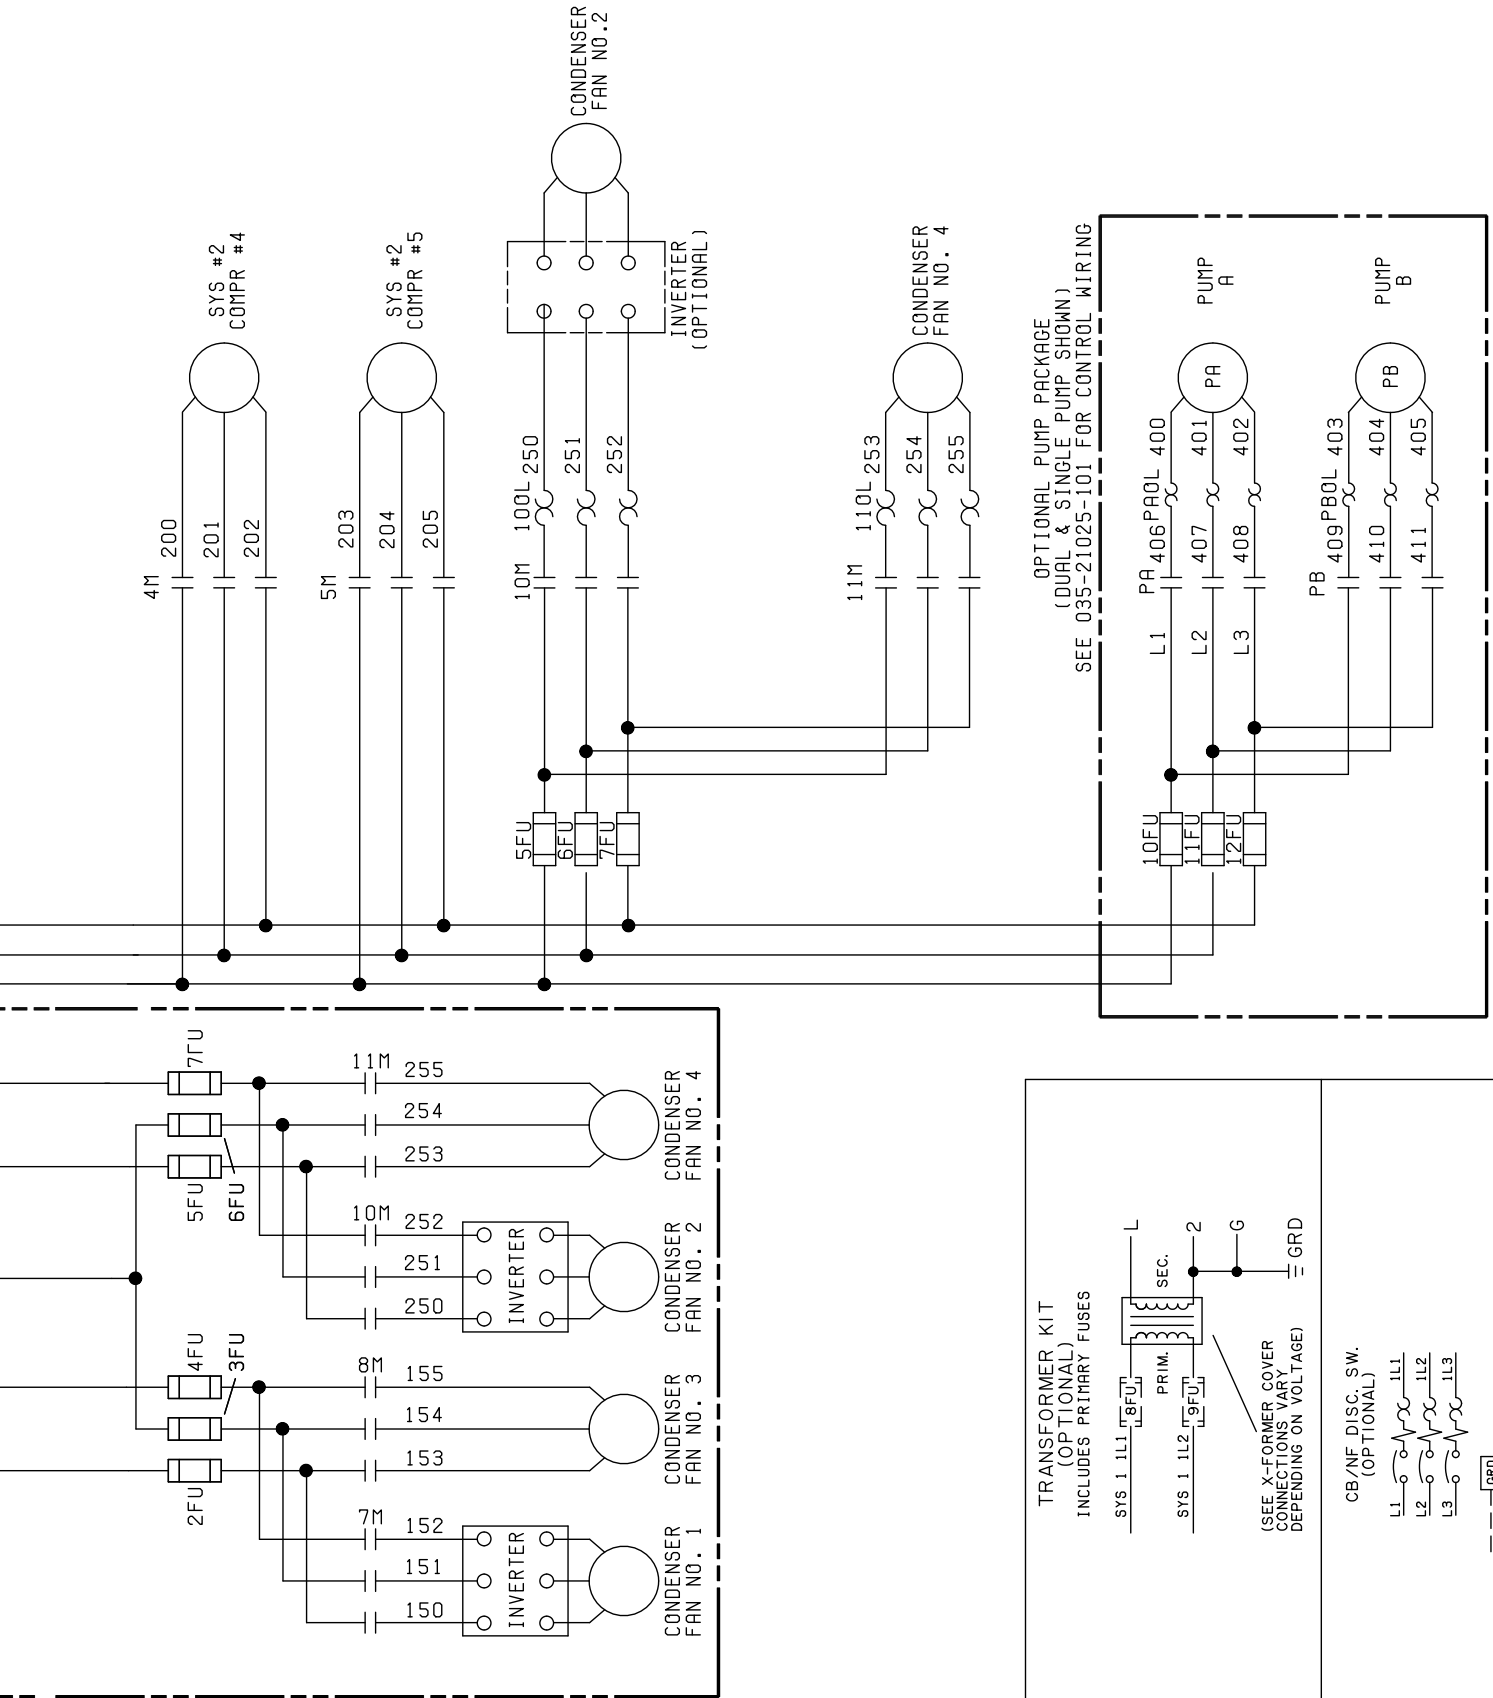 CONDENSER
FAN NO.2
SYS #2
COMPR #4
SYS #2
COMPR #5
INVERTER
(OPTIONAL)
CONDENSER
FAN NO. 4
OPTIONAL PUMP PACKAGE
(DUAL & SINGLE PUMP SHOWN)
SEE 035-21025-101 FOR CONTROL WIRING
PUMP
A
PUMP
B
PA
PB
4M
200
201
202
5M
203
204
205
10M 10OL 250
251
252
11M
11OL 253
254
255
L1 PA 406 PAOL 400
L2 407 401
L3 408 402
PB 409 PBOL 403
410 404
411 405
5FU
6FU
7FU
10FU
11FU
12FU
7FU
5FU
6FU
11M 255
254
253
CONDENSER
FAN NO. 4
10M 252
251
250
INVERTER
CONDENSER
FAN NO. 2
4FU
3FU
2FU
8M 155
154
153
CONDENSER
FAN NO. 3
7M 152
151
150
INVERTER
CONDENSER
FAN NO. 1
TRANSFORMER KIT
(OPTIONAL)
INCLUDES PRIMARY FUSES
SYS 1 1L1 8FU
SYS 1 1L2 9FU
PRIM.
SEC.
L
2
G
GRD
(SEE X-FORMER COVER
CONNECTIONS VARY
DEPENDING ON VOLTAGE)
CB/NF DISC. SW.
(OPTIONAL)
L1 1L1
L2 1L2
L3 1L3
GRD